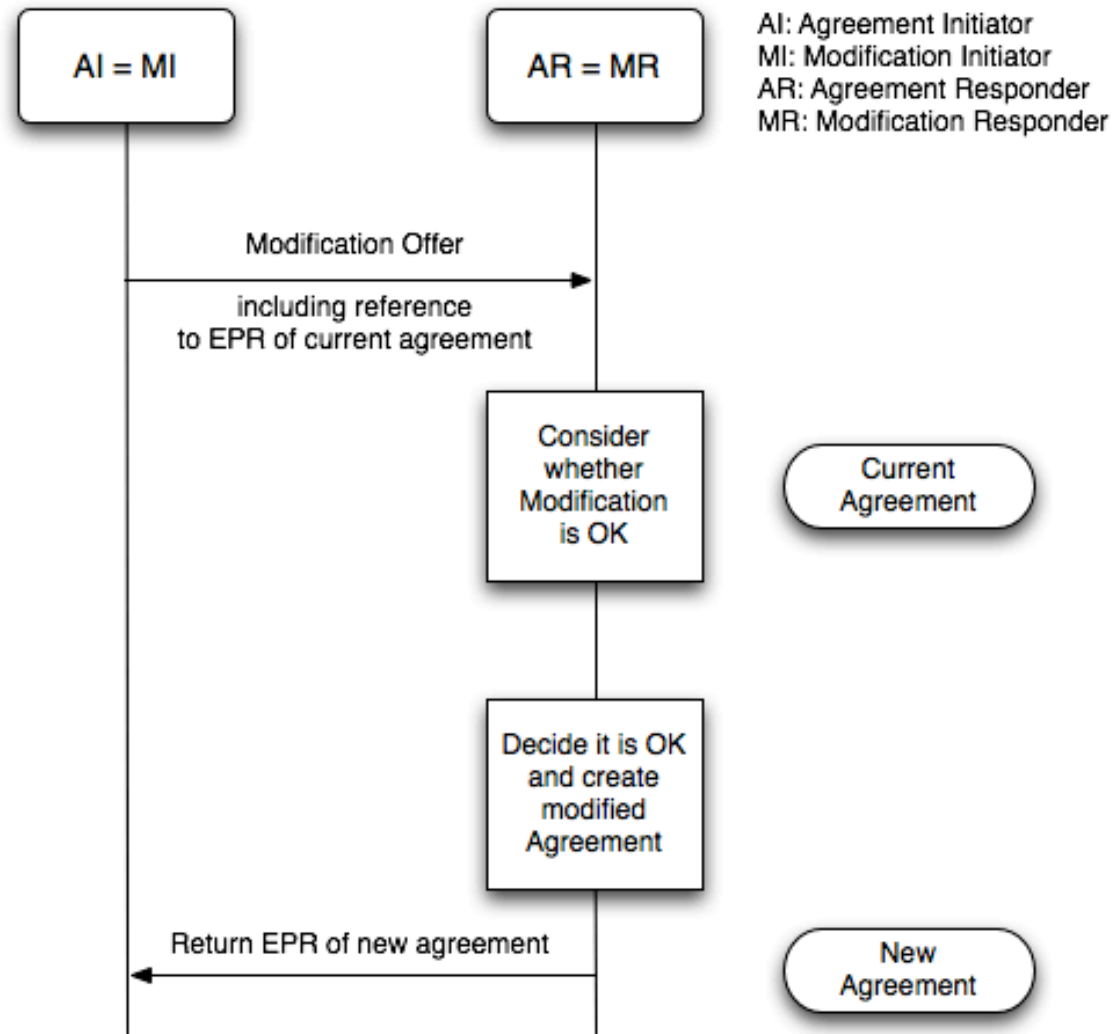 AI = MI
AR = MR
AI: Agreement Initiator
MI: Modification Initiator
AR: Agreement Responder
MR: Modification Responder
Modification Offer
including reference
to EPR of current agreement
Consider
whether
Modification
is OK
Current
Agreement
Decide it is OK
and create
modified
Agreement
Return EPR of new agreement
New
Agreement